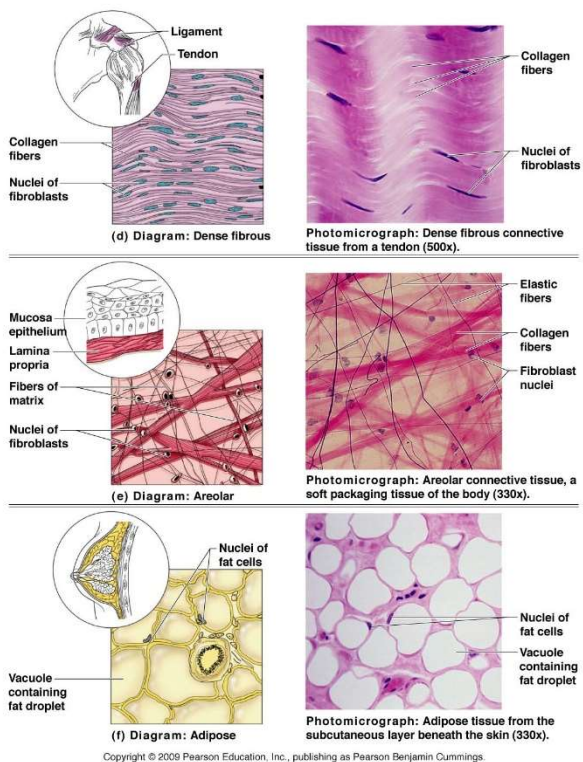 Ligament
Tendon
Collagen
fibers
Nuclei of
fibroblasts
(d) Diagram: Dense fibrous
Collagen
fibers
Nuclei of
fibroblasts
Photomicrograph: Dense fibrous connective
tissue from a tendon (500x).
Mucosa
epithelium
Lamina
propria
Fibers of
matrix
Nuclei of
fibroblasts
(e) Diagram: Areolar
Elastic
fibers
Collagen
fibers
Fibroblast
nuclei
Photomicrograph: Areolar connective tissue, a
soft packaging tissue of the body (330x).
Nuclei of
fat cells
Vacuole
containing
fat droplet
(f) Diagram: Adipose
Nuclei of
fat cells
Vacuole
containing
fat droplet
Photomicrograph: Adipose tissue from the
subcutaneous layer beneath the skin (330x).
Copyright © 2009 Pearson Education, Inc., publishing as Pearson Benjamin Cummings.